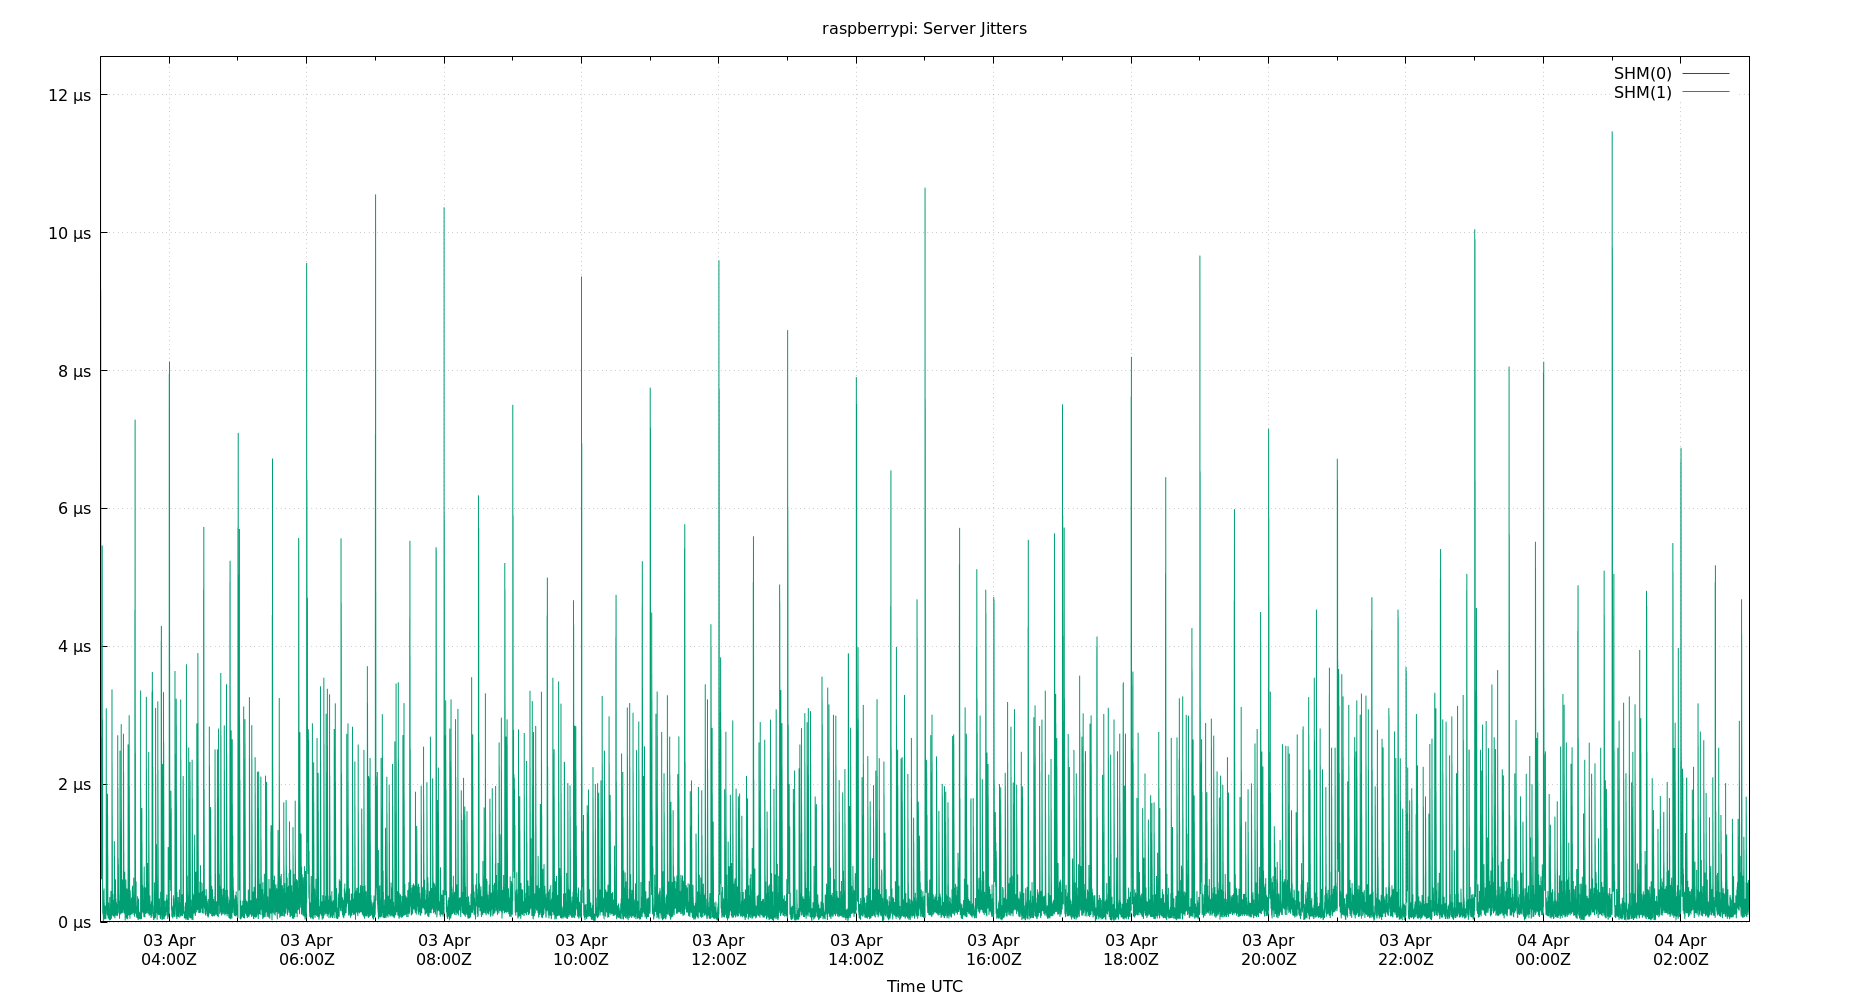 raspberrypi: Server Jitters
SHM(0)
SHM(1)
12 µs
10 µs
8 µs
6 µs
4 µs
2 µs
0 µs
03 Apr 03 Apr 03 Apr 03 Apr 03 Apr 03 Apr 03 Apr 03 Apr 03 Apr 03 Apr 04 Apr 04 Apr
04:00Z 06:00Z 08:00Z 10:00Z 12:00Z 14:00Z 16:00Z 18:00Z 20:00Z 22:00Z 00:00Z 02:00Z
Time UTC